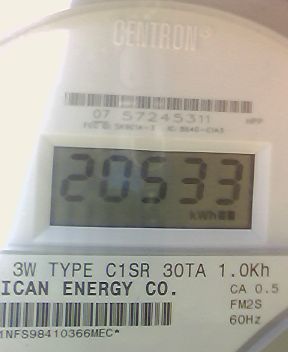 CENTRON
07 57245311 MPP
20533
kWh
3W TYPE C1SR 30TA 1.0Kh
ICAN ENERGY CO. CA 0.5
FM2S
60Hz
1NFS98410366MEC*